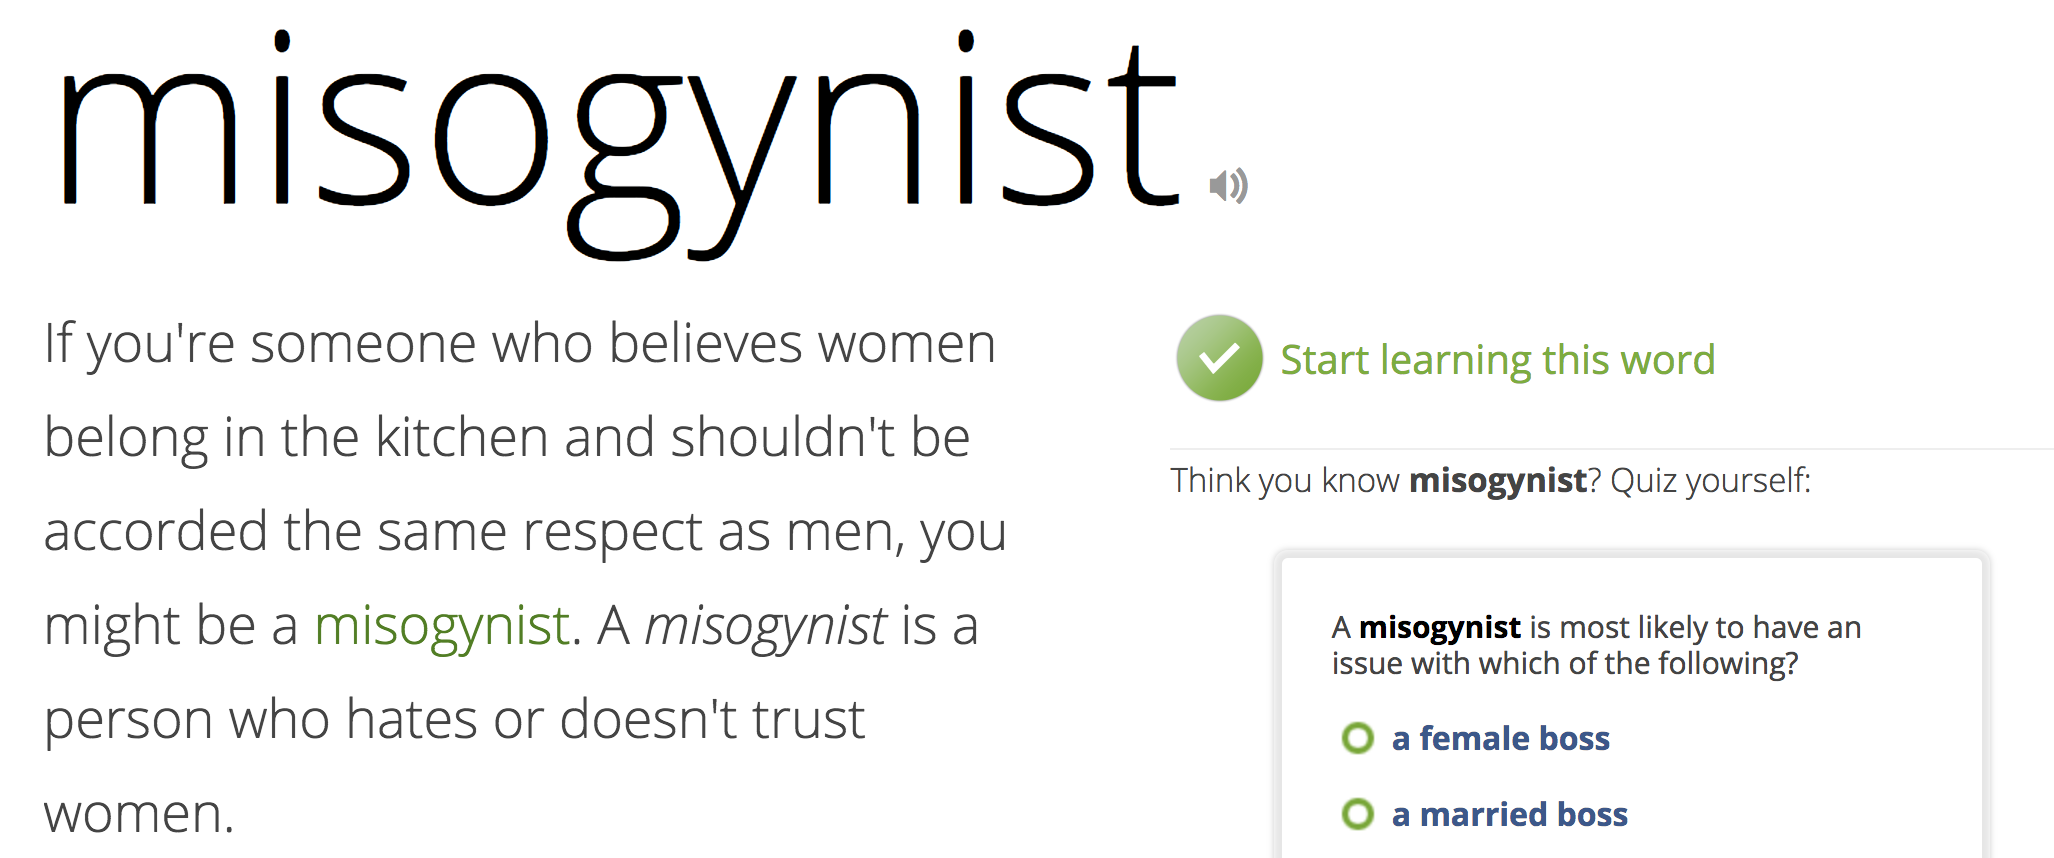 misogynist
If you're someone who believes women
belong in the kitchen and shouldn't be
accorded the same respect as men, you
might be a misogynist. A misogynist is a
person who hates or doesn't trust
women.
Start learning this word
Think you know misogynist? Quiz yourself:
A misogynist is most likely to have an
issue with which of the following?
a female boss
a married boss